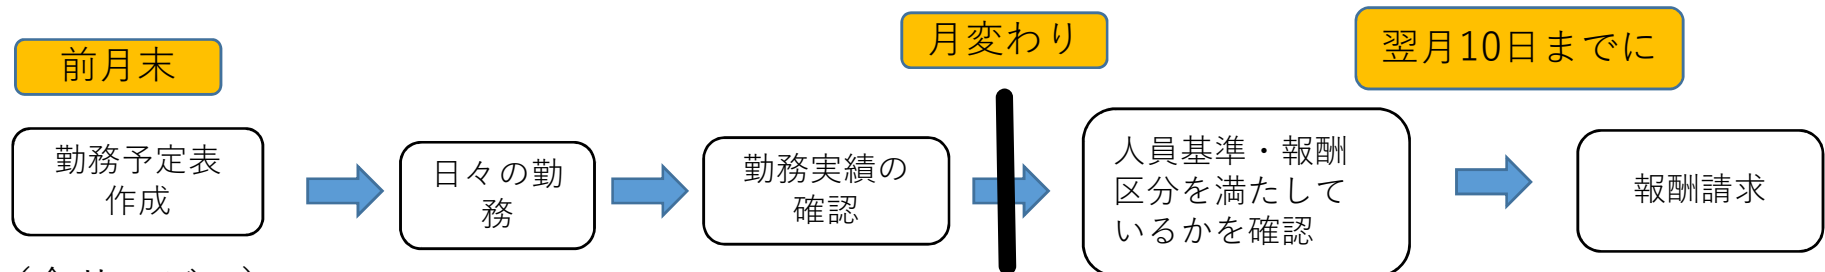 前月末
月変わり
翌月10日までに
勤務予定表
作成
日々の勤
務
勤務実績の
確認
人員基準・報酬
区分を満たして
いるかを確認
報酬請求